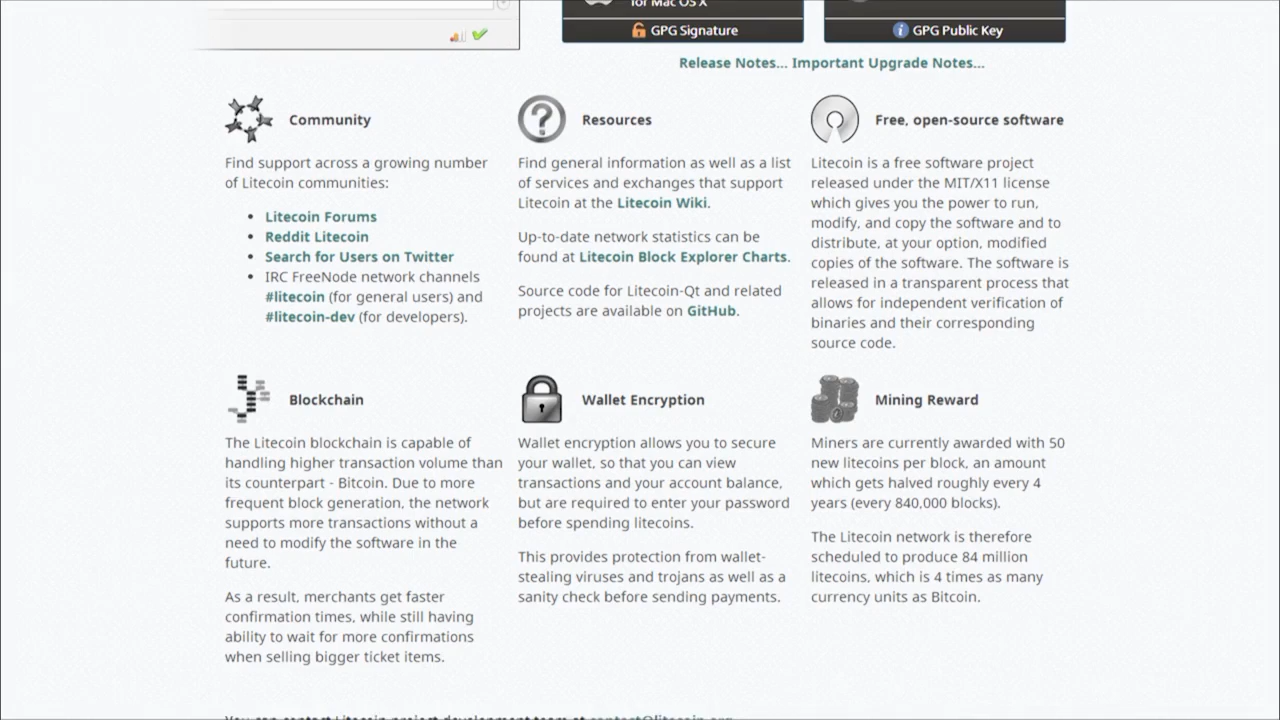 for Mac OS X
GPG Signature
GPG Public Key
Release Notes... Important Upgrade Notes...
Community
Find support across a growing number
of Litecoin communities:
• Litecoin Forums
• Reddit Litecoin
• Search for Users on Twitter
• IRC FreeNode network channels
#litecoin (for general users) and
#litecoin-dev (for developers).
Resources
Find general information as well as a list
of services and exchanges that support
Litecoin at the Litecoin Wiki.
Up-to-date network statistics can be
found at Litecoin Block Explorer Charts.
Source code for Litecoin-Qt and related
projects are available on GitHub.
Free, open-source software
Litecoin is a free software project
released under the MIT/X11 license
which gives you the power to run,
modify, and copy the software and to
distribute, at your option, modified
copies of the software. The software is
released in a transparent process that
allows for independent verification of
binaries and their corresponding
source code.
Blockchain
The Litecoin blockchain is capable of
handling higher transaction volume than
its counterpart - Bitcoin. Due to more
frequent block generation, the network
supports more transactions without a
need to modify the software in the
future.
As a result, merchants get faster
confirmation times, while still having
ability to wait for more confirmations
when selling bigger ticket items.
Wallet Encryption
Wallet encryption allows you to secure
your wallet, so that you can view
transactions and your account balance,
but are required to enter your password
before spending litecoins.
This provides protection from wallet-
stealing viruses and trojans as well as a
sanity check before sending payments.
Mining Reward
Miners are currently awarded with 50
new litecoins per block, an amount
which gets halved roughly every 4
years (every 840,000 blocks).
The Litecoin network is therefore
scheduled to produce 84 million
litecoins, which is 4 times as many
currency units as Bitcoin.
You can contact Litecoin project development team at contact@litecoin.org